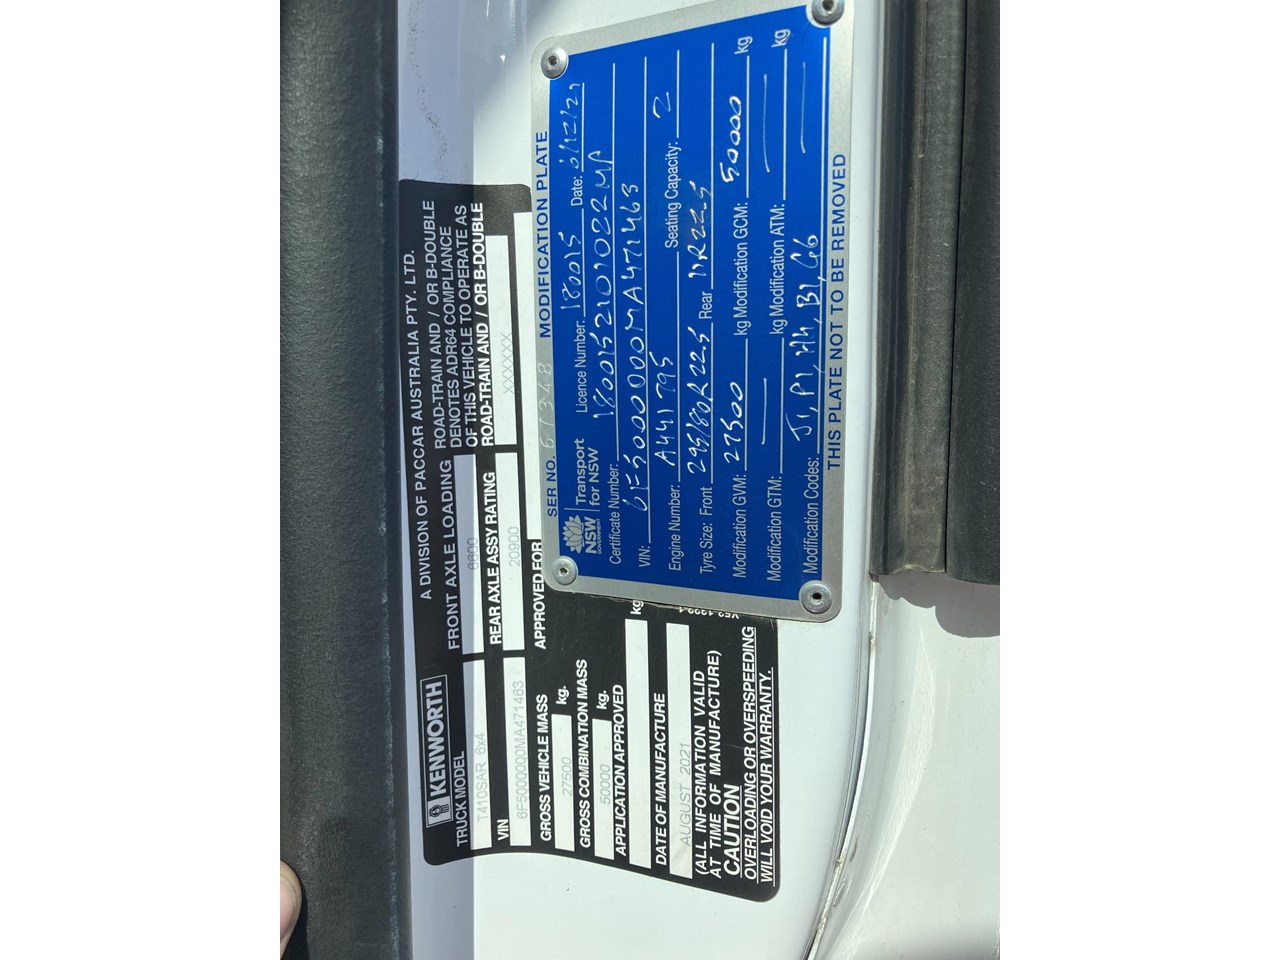 KENWORTH
A DIVISION OF PACCAR AUSTRALIA PTY. LTD.
TRUCK MODEL
T410SAR 6x4
FRONT AXLE LOADING
6600
ROAD-TRAIN AND / OR B-DOUBLE
DENOTES ADR64 COMPLIANCE
OF THIS VEHICLE TO OPERATE AS
ROAD-TRAIN AND / OR B-DOUBLE
XXXXXX
VIN
6F5000000MA471463
REAR AXLE ASSY RATING
20900
GROSS VEHICLE MASS
27500 kg.
APPROVED FOR
GROSS COMBINATION MASS
50000 kg.
APPLICATION APPROVED
kg
DATE OF MANUFACTURE
AUGUST 2021
(ALL INFORMATION VALID
AT TIME OF MANUFACTURE)
CAUTION
OVERLOADING OR OVERSPEEDING
WILL VOID YOUR WARRANTY.
SER NO. 67348 MODIFICATION PLATE
NSW GOVERNMENT
Transport
for NSW
Licence Number: 180015 Date: 6/12/21
Certificate Number: 1800152101022MP
VIN: 6F5000000MA471463
Engine Number: A441795 Seating Capacity: 2
Tyre Size: Front 295/80R22.5 Rear 11R22.5
Modification GVM: 27500 kg Modification GCM: 50000 kg
Modification GTM: — kg Modification ATM: — kg
Modification Codes: J1, P1, H4, B1, G6 —
THIS PLATE NOT TO BE REMOVED